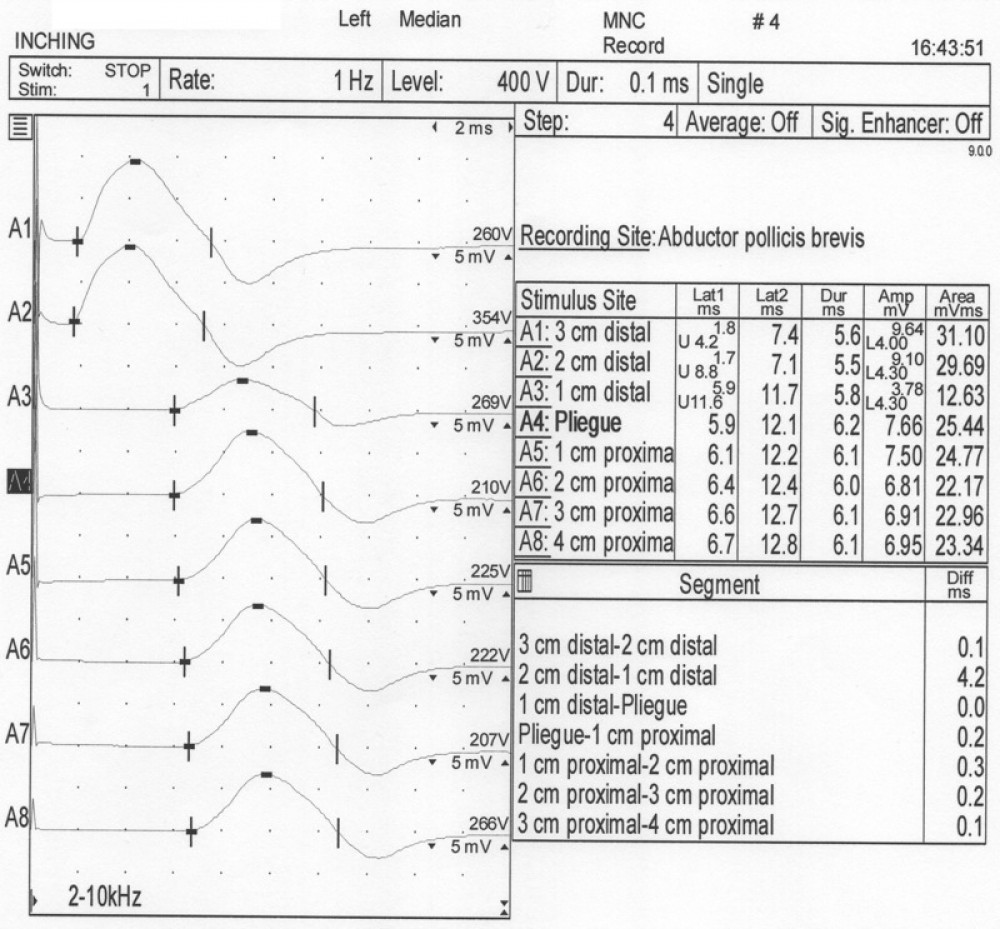 Left Median MNC # 4
INCHING Record 16:43:51
Switch: STOP Rate: 1 Hz Level: 400 V Dur: 0.1 ms Single
Stim: 1
2 ms Step: 4 Average: Off Sig. Enhancer: Off
9.0.0
A1 260V
5 mV
Recording Site: Abductor pollicis brevis
A2 354V
5 mV
A3 269V
5 mV
A4 210V
5 mV
A5 225V
5 mV
A6 222V
5 mV
A7 207V
5 mV
A8 266V
5 mV
2-10kHz
Stimulus Site Lat1 ms Lat2 ms Dur ms Amp mV Area mVms
A1: 3 cm distal U 4.2 1.8 7.4 5.6 L4.00 9.64 31.10
A2: 2 cm distal U 8.8 1.7 7.1 5.5 L4.30 9.10 29.69
A3: 1 cm distal U11.6 5.9 11.7 5.8 L4.30 3.78 12.63
A4: Pliegue 5.9 12.1 6.2 7.66 25.44
A5: 1 cm proxima 6.1 12.2 6.1 7.50 24.77
A6: 2 cm proxima 6.4 12.4 6.0 6.81 22.17
A7: 3 cm proxima 6.6 12.7 6.1 6.91 22.96
A8: 4 cm proxima 6.7 12.8 6.1 6.95 23.34
Segment Diff ms
3 cm distal-2 cm distal 0.1
2 cm distal-1 cm distal 4.2
1 cm distal-Pliegue 0.0
Pliegue-1 cm proximal 0.2
1 cm proximal-2 cm proximal 0.3
2 cm proximal-3 cm proximal 0.2
3 cm proximal-4 cm proximal 0.1